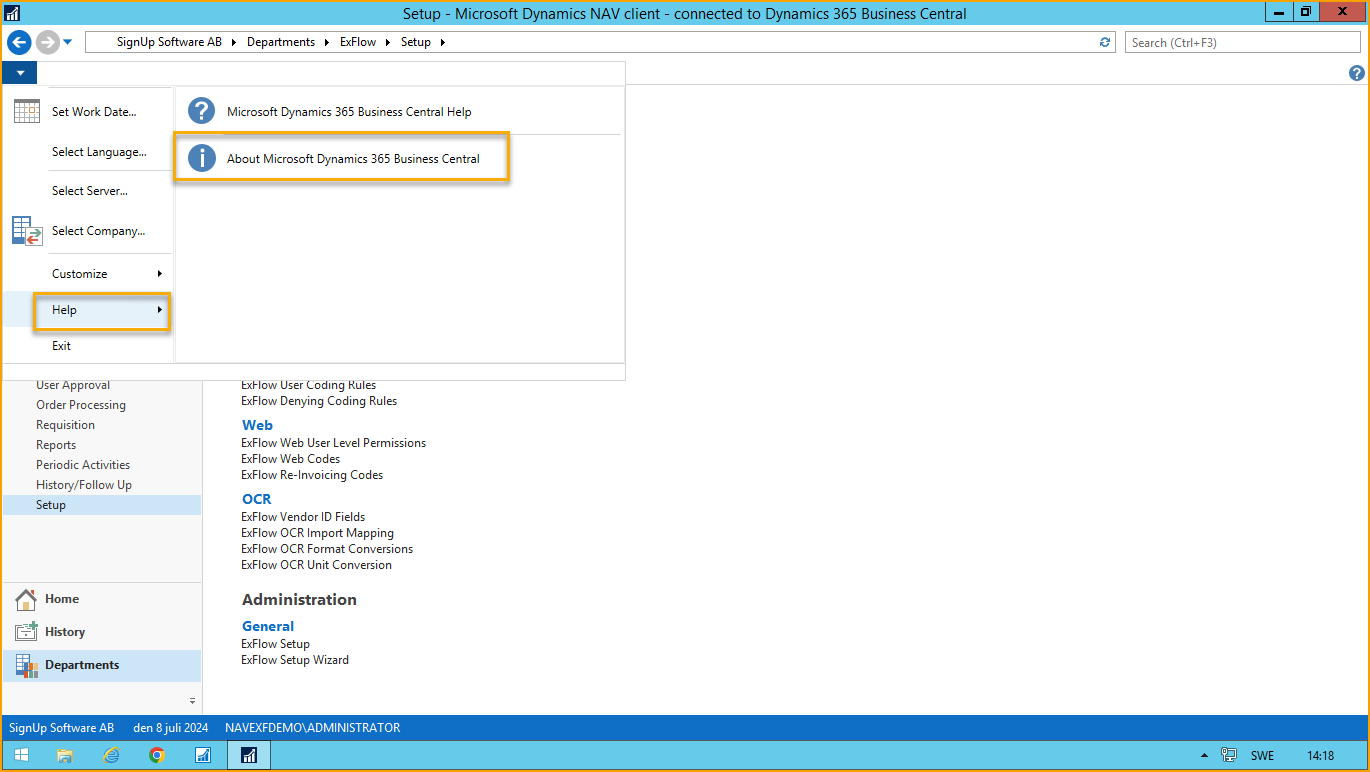 Setup - Microsoft Dynamics NAV client - connected to Dynamics 365 Business Central
SignUp Software AB
Departments
ExFlow
Setup
Search (Ctrl+F3)
Set Work Date...
Select Language...
Select Server...
Select Company...
Customize
Help
Exit
Microsoft Dynamics 365 Business Central Help
About Microsoft Dynamics 365 Business Central
User Approval
Order Processing
Requisition
Reports
Periodic Activities
History/Follow Up
Setup
ExFlow User Coding Rules
ExFlow Denying Coding Rules
Web
ExFlow Web User Level Permissions
ExFlow Web Codes
ExFlow Re-Invoicing Codes
OCR
ExFlow Vendor ID Fields
ExFlow OCR Import Mapping
ExFlow OCR Format Conversions
ExFlow OCR Unit Conversion
Administration
General
ExFlow Setup
ExFlow Setup Wizard
Home
History
Departments
SignUp Software AB
den 8 juli 2024
NAVEXFDEMO\ADMINISTRATOR
SWE
14:18